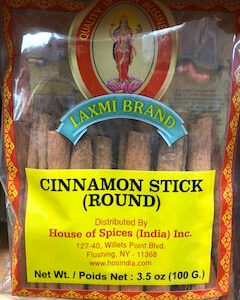 LAXMI BRAND
CINNAMON STICK
(ROUND)
Distributed By
House of Spices (India) Inc.
127-40, Willets Point Blvd.
Flushing, NY - 11368
www.hosindia.com
Net Wt. / Poids Net : 3.5 oz (100 G.)